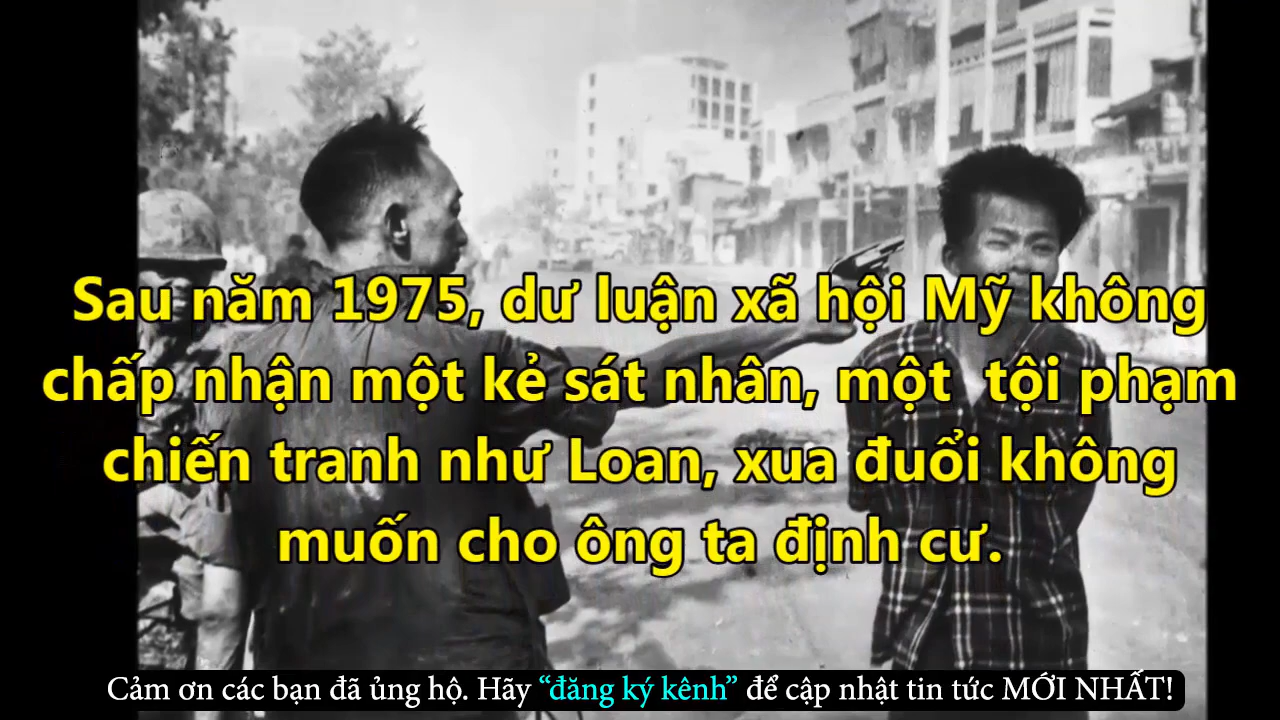 Sau năm 1975, dư luận xã hội Mỹ không
chấp nhận một kẻ sát nhân, một  tội phạm
chiến tranh như Loan, xua đuổi không
muốn cho ông ta định cư.
Cảm ơn các bạn đã ủng hộ. Hãy “đăng ký kênh” để cập nhật tin tức MỚI NHẤT!